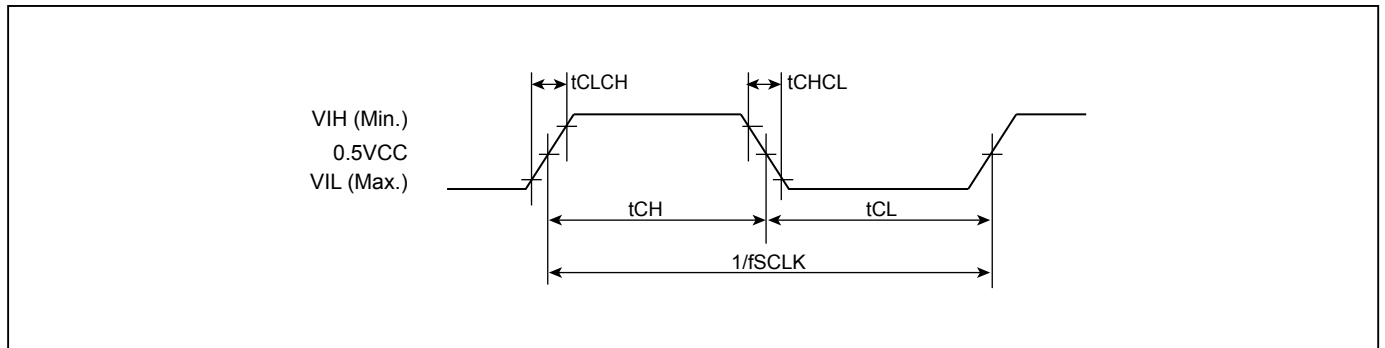 tCLCH
tCHCL
VIH (Min.)
0.5VCC
VIL (Max.)
tCH
tCL
1/fSCLK